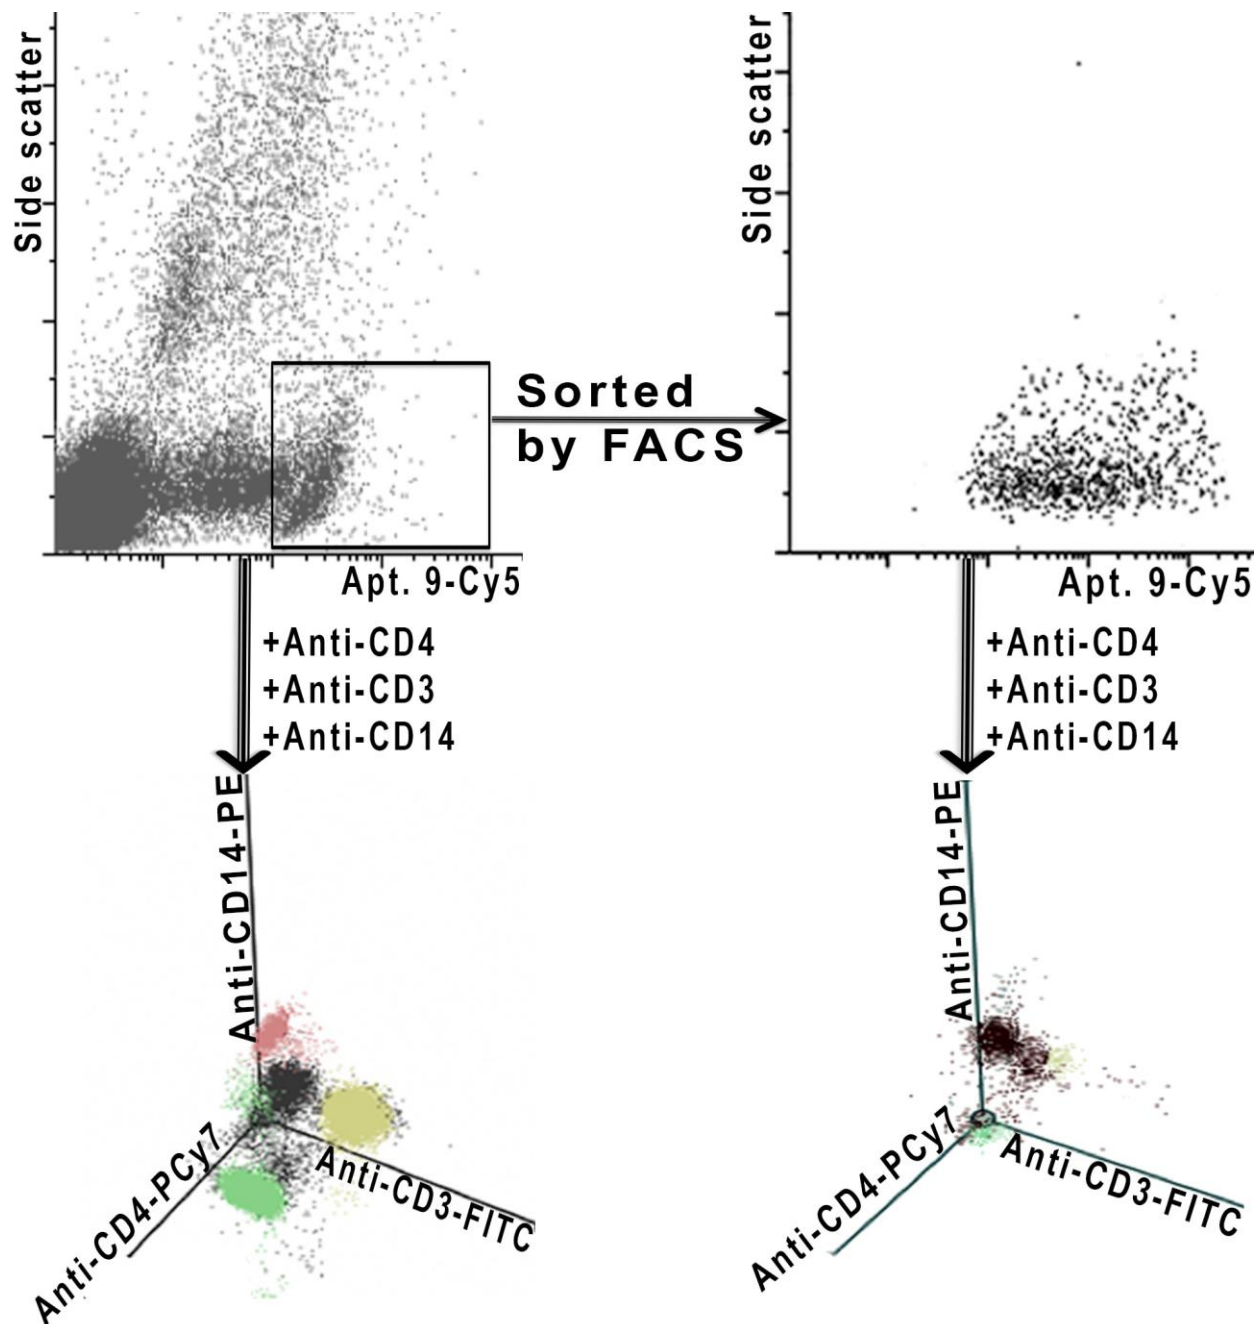 Side scatter
Side scatter
Sorted
by FACS
Apt. 9-Cy5
Apt. 9-Cy5
+Anti-CD4
+Anti-CD3
+Anti-CD14
+Anti-CD4
+Anti-CD3
+Anti-CD14
Anti-CD14-PE
Anti-CD4-PCy7
Anti-CD3-FITC
Anti-CD14-PE
Anti-CD4-PCy7
Anti-CD3-FITC